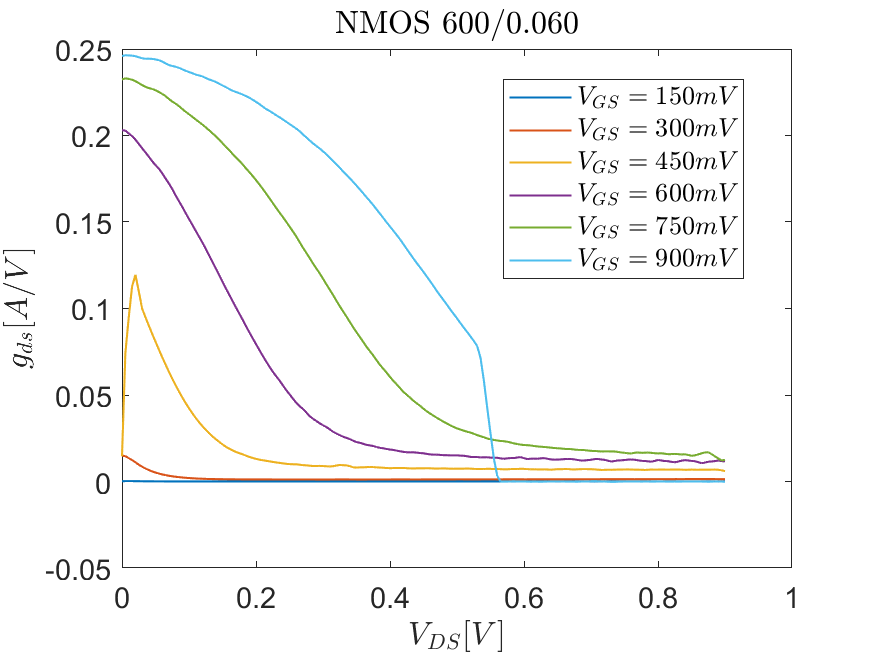 NMOS 600/0.060
0.25
0.2
0.15
0.1
0.05
0
-0.05
g_{ds}[A/V]
V_{GS} = 150mV
V_{GS} = 300mV
V_{GS} = 450mV
V_{GS} = 600mV
V_{GS} = 750mV
V_{GS} = 900mV
0 0.2 0.4 0.6 0.8 1
V_{DS}[V]